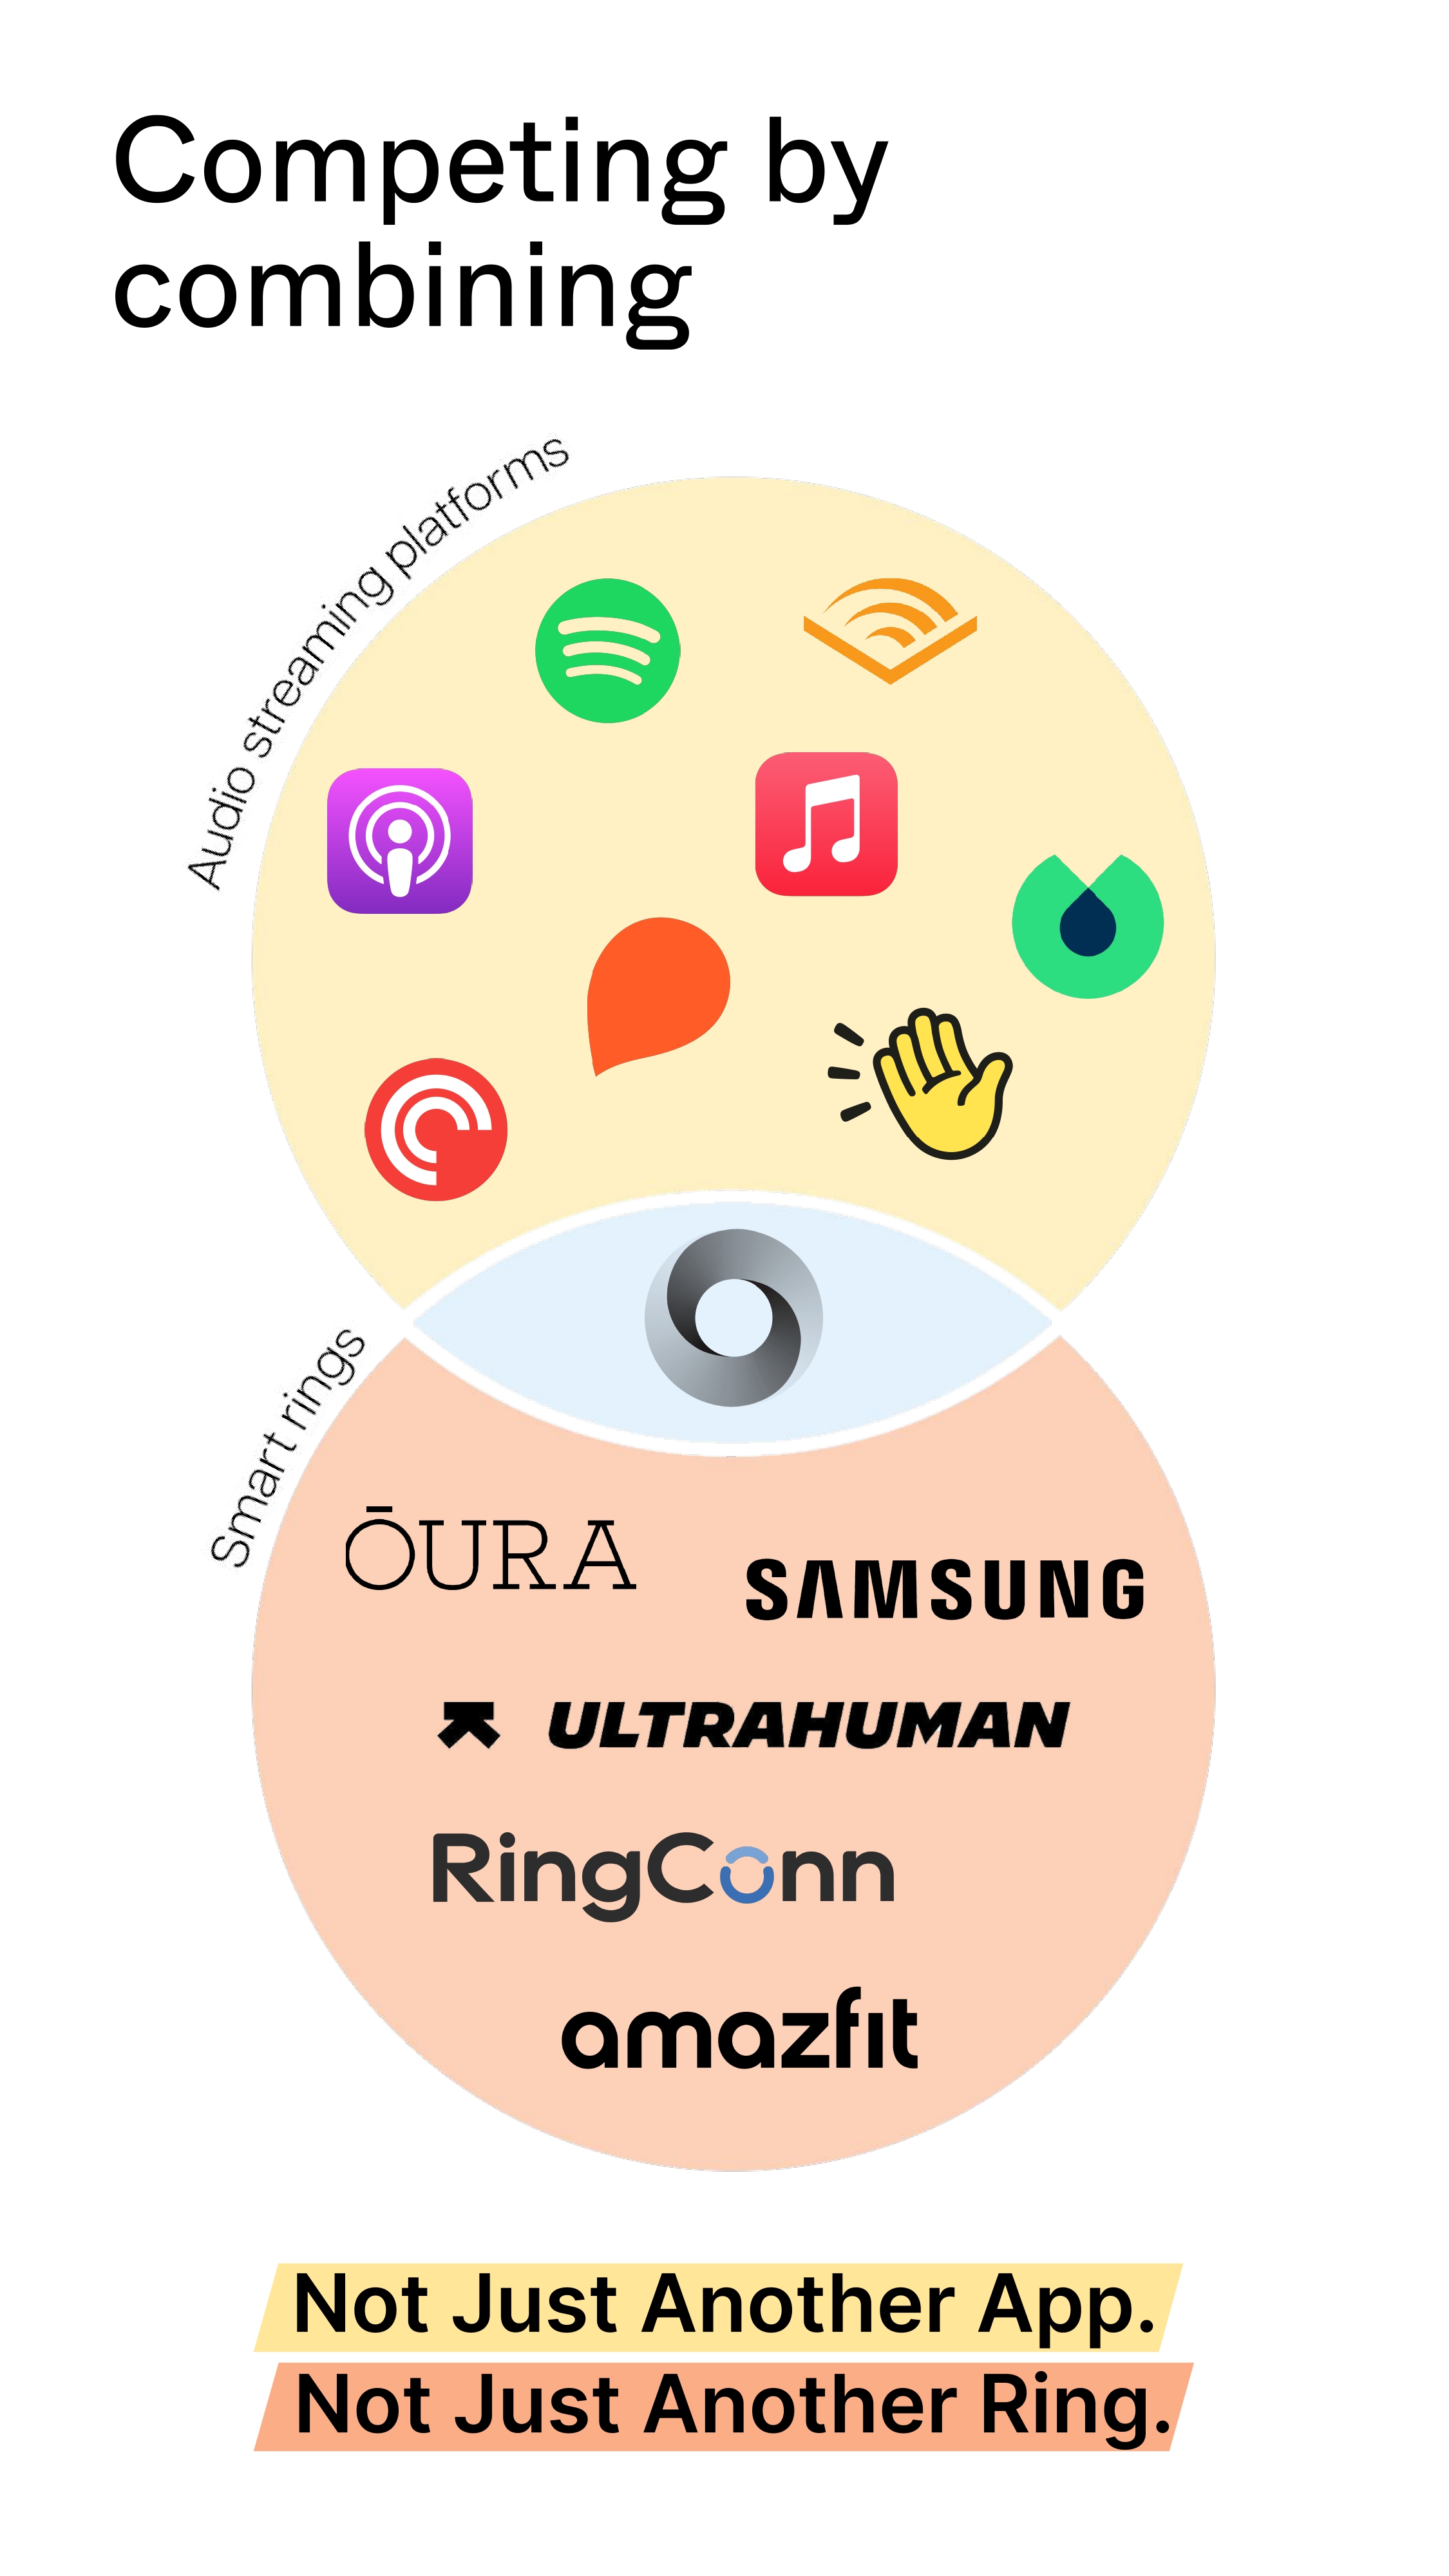 Competing by
combining
Audio streaming platforms
Smart rings
ŌURA
SAMSUNG
ULTRAHUMAN
RingConn
amazfit
Not Just Another App.
Not Just Another Ring.